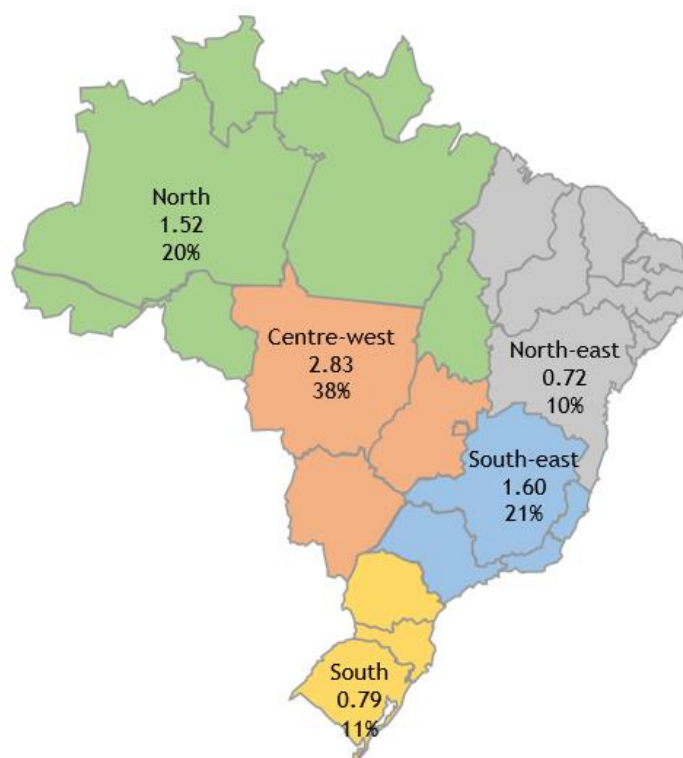 North
1.52
20%
Centre-west
2.83
38%
North-east
0.72
10%
South-east
1.60
21%
South
0.79
11%